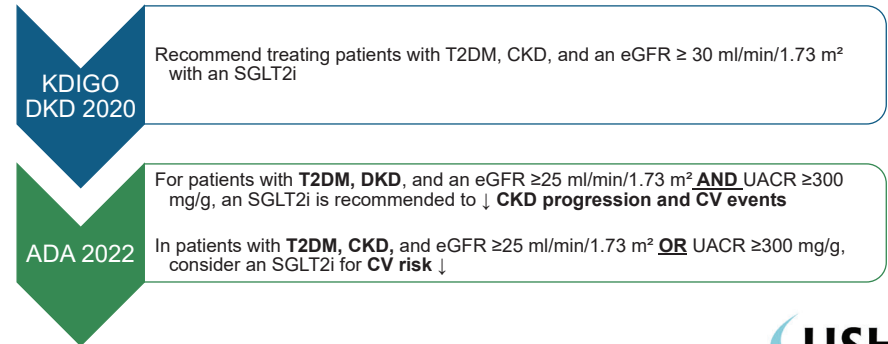 KDIGO
DKD 2020
Recommend treating patients with T2DM, CKD, and an eGFR ≥ 30 ml/min/1.73 m²
with an SGLT2i
ADA 2022
For patients with T2DM, DKD, and an eGFR ≥25 ml/min/1.73 m² AND UACR ≥300
mg/g, an SGLT2i is recommended to ↓ CKD progression and CV events
In patients with T2DM, CKD, and eGFR ≥25 ml/min/1.73 m² OR UACR ≥300 mg/g,
consider an SGLT2i for CV risk ↓